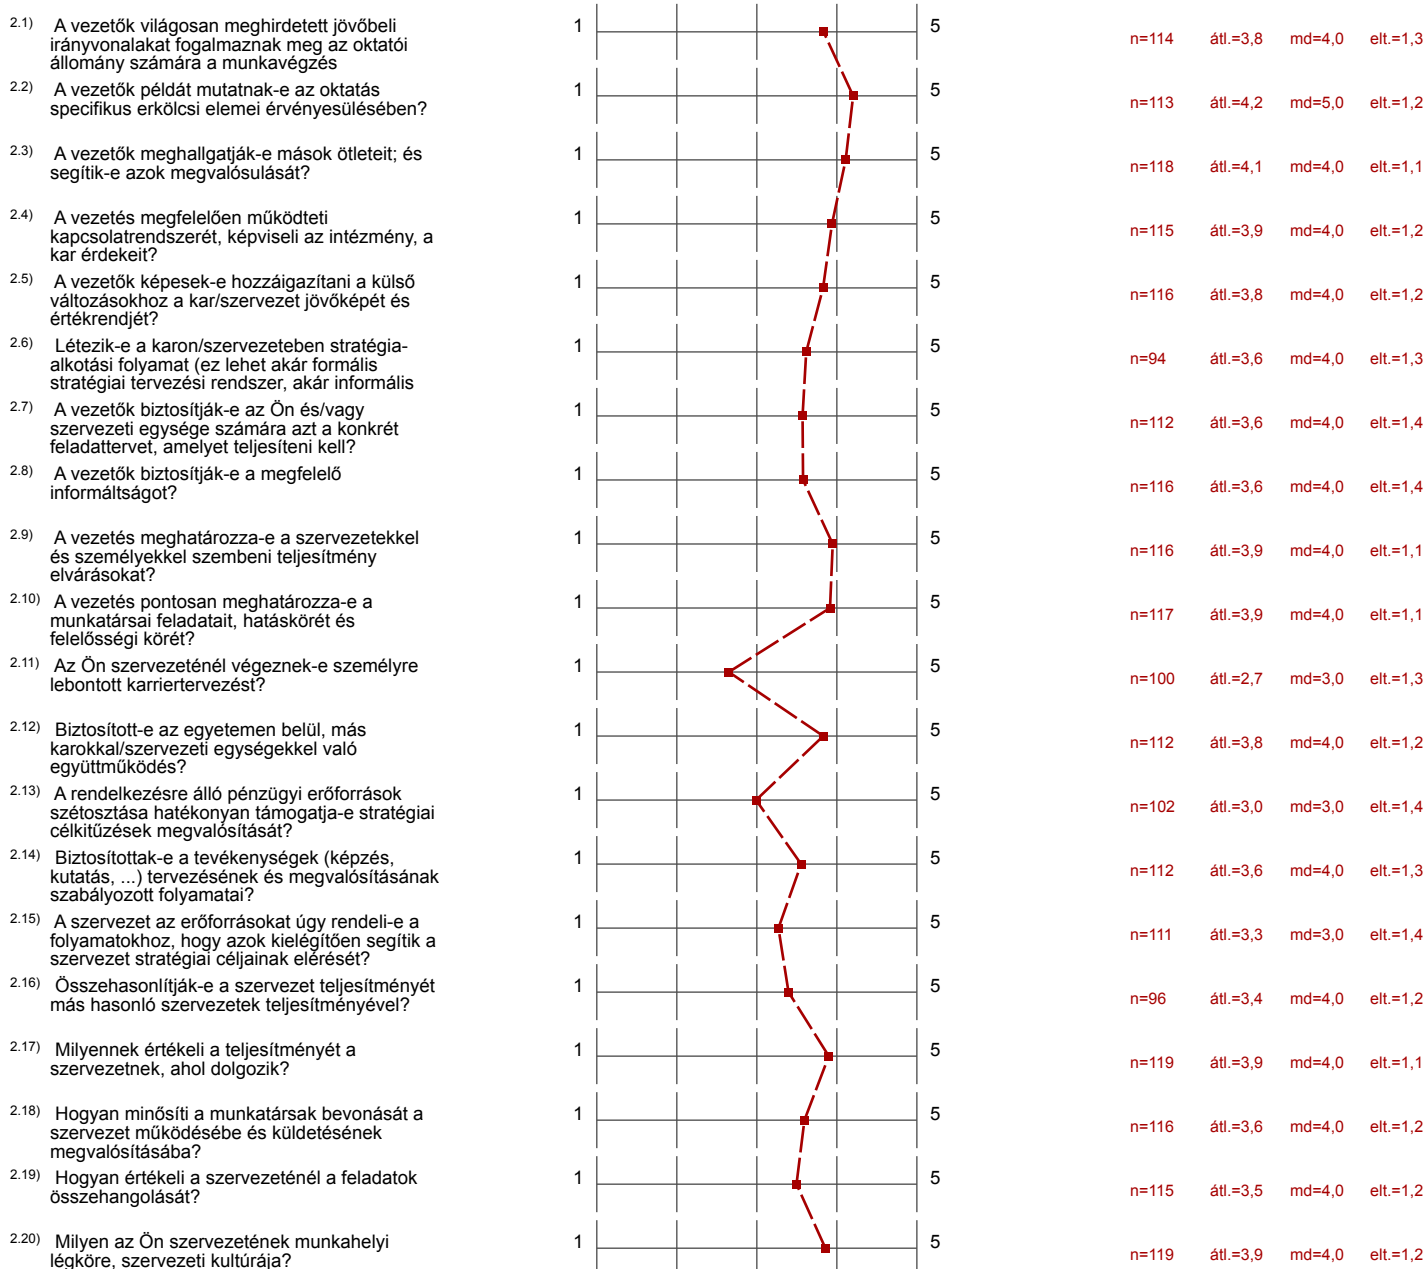 2.1) A vezetők világosan meghirdetett jövőbeli
irányvonalakat fogalmaznak meg az oktatói
állomány számára a munkavégzés
1 5 n=114 átl.=3,8 md=4,0 elt.=1,3
2.2) A vezetők példát mutatnak-e az oktatás
specifikus erkölcsi elemei érvényesülésében?
1 5 n=113 átl.=4,2 md=5,0 elt.=1,2
2.3) A vezetők meghallgatják-e mások ötleteit; és
segítik-e azok megvalósulását?
1 5 n=118 átl.=4,1 md=4,0 elt.=1,1
2.4) A vezetés megfelelően működteti
kapcsolatrendszerét, képviseli az intézmény, a
kar érdekeit?
1 5 n=115 átl.=3,9 md=4,0 elt.=1,2
2.5) A vezetők képesek-e hozzáigazítani a külső
változásokhoz a kar/szervezet jövőképét és
értékrendjét?
1 5 n=116 átl.=3,8 md=4,0 elt.=1,2
2.6) Létezik-e a karon/szervezeteben stratégia-
alkotási folyamat (ez lehet akár formális
stratégiai tervezési rendszer, akár informális
1 5 n=94 átl.=3,6 md=4,0 elt.=1,3
2.7) A vezetők biztosítják-e az Ön és/vagy
szervezeti egysége számára azt a konkrét
feladattervet, amelyet teljesíteni kell?
1 5 n=112 átl.=3,6 md=4,0 elt.=1,4
2.8) A vezetők biztosítják-e a megfelelő
informáltságot?
1 5 n=116 átl.=3,6 md=4,0 elt.=1,4
2.9) A vezetés meghatározza-e a szervezetekkel
és személyekkel szembeni teljesítmény
elvárásokat?
1 5 n=116 átl.=3,9 md=4,0 elt.=1,1
2.10) A vezetés pontosan meghatározza-e a
munkatársai feladatait, hatáskörét és
felelősségi körét?
1 5 n=117 átl.=3,9 md=4,0 elt.=1,1
2.11) Az Ön szervezeténél végeznek-e személyre
lebontott karriertervezést?
1 5 n=100 átl.=2,7 md=3,0 elt.=1,3
2.12) Biztosított-e az egyetemen belül, más
karokkal/szervezeti egységekkel való
együttműködés?
1 5 n=112 átl.=3,8 md=4,0 elt.=1,2
2.13) A rendelkezésre álló pénzügyi erőforrások
szétosztása hatékonyan támogatja-e stratégiai
célkitűzések megvalósítását?
1 5 n=102 átl.=3,0 md=3,0 elt.=1,4
2.14) Biztosítottak-e a tevékenységek (képzés,
kutatás, ...) tervezésének és megvalósításának
szabályozott folyamatai?
1 5 n=112 átl.=3,6 md=4,0 elt.=1,3
2.15) A szervezet az erőforrásokat úgy rendeli-e a
folyamatokhoz, hogy azok kielégítően segítik a
szervezet stratégiai céljainak elérését?
1 5 n=111 átl.=3,3 md=3,0 elt.=1,4
2.16) Összehasonlítják-e a szervezet teljesítményét
más hasonló szervezetek teljesítményével?
1 5 n=96 átl.=3,4 md=4,0 elt.=1,2
2.17) Milyennek értékeli a teljesítményét a
szervezetnek, ahol dolgozik?
1 5 n=119 átl.=3,9 md=4,0 elt.=1,1
2.18) Hogyan minősíti a munkatársak bevonását a
szervezet működésébe és küldetésének
megvalósításába?
1 5 n=116 átl.=3,6 md=4,0 elt.=1,2
2.19) Hogyan értékeli a szervezeténél a feladatok
összehangolását?
1 5 n=115 átl.=3,5 md=4,0 elt.=1,2
2.20) Milyen az Ön szervezetének munkahelyi
légköre, szervezeti kultúrája?
1 5 n=119 átl.=3,9 md=4,0 elt.=1,2